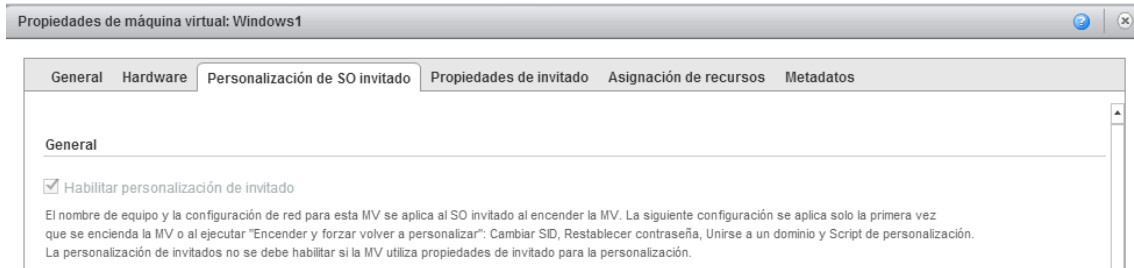 Propiedades de máquina virtual: Windows1
General Hardware Personalización de SO invitado Propiedades de invitado Asignación de recursos Metadatos
General
Habilitar personalización de invitado
El nombre de equipo y la configuración de red para esta MV se aplica al SO invitado al encender la MV. La siguiente configuración se aplica solo la primera vez
que se encienda la MV o al ejecutar "Encender y forzar volver a personalizar": Cambiar SID, Restablecer contraseña, Unirse a un dominio y Script de personalización.
La personalización de invitados no se debe habilitar si la MV utiliza propiedades de invitado para la personalización.